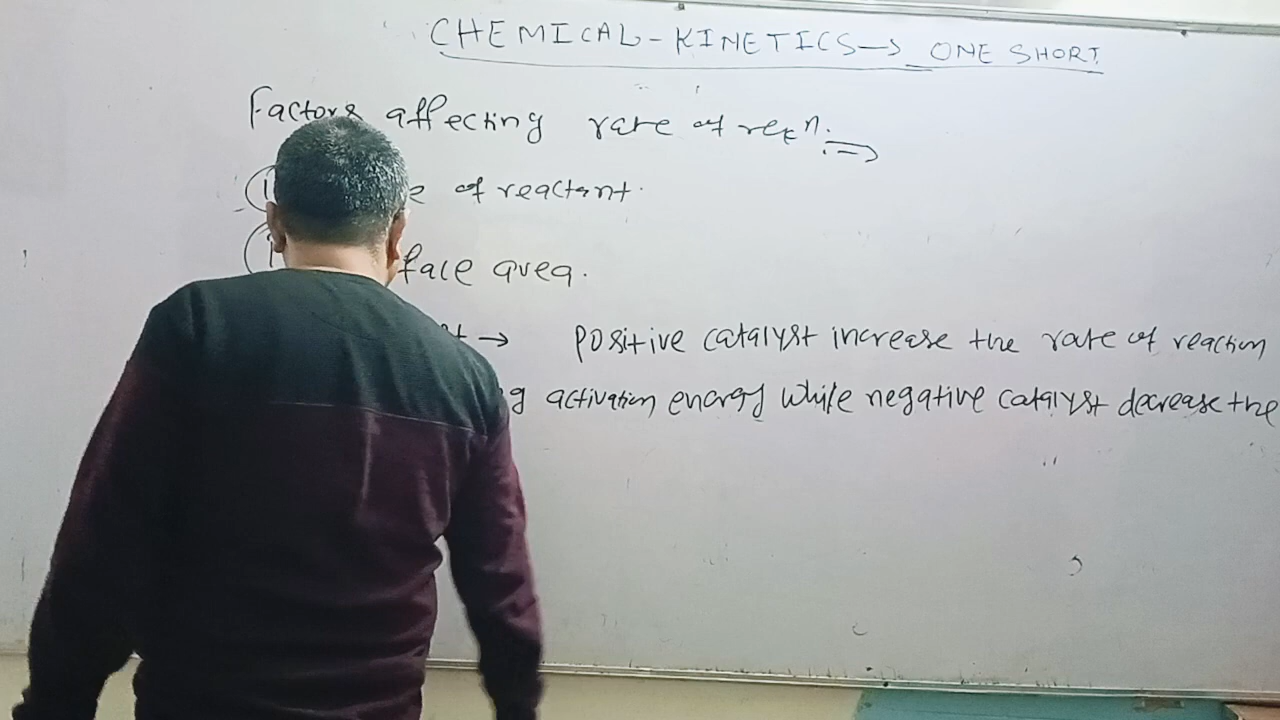 CHEMICAL-KINETICS→ ONE SHORT
Factors affecting rate of rexn.⇒
of reactant.
face area.
→ Positive catalyst increase the rate of reaction
activation energy while negative catalyst decrease the